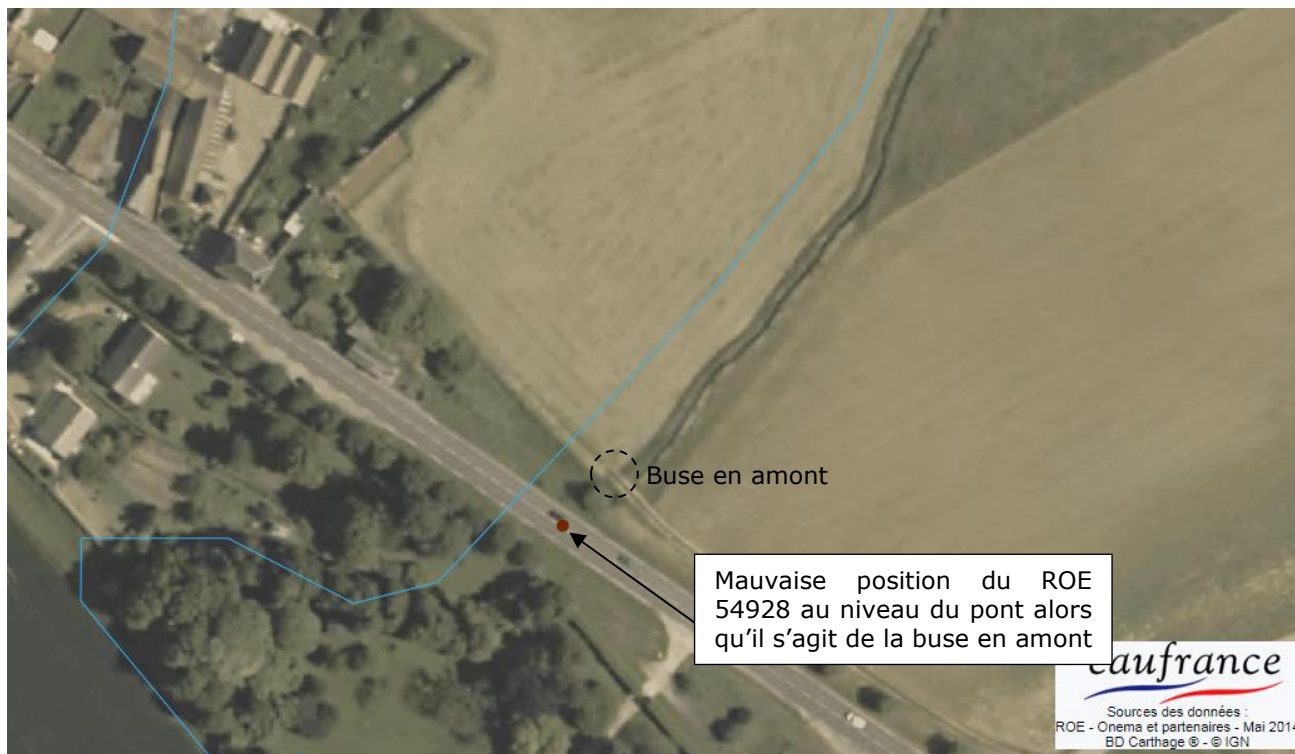 Buse en amont
Mauvaise position du ROE
54928 au niveau du pont alors
qu'il s'agit de la buse en amont
eaufrance
Sources des données :
ROE - Onema et partenaires - Mai 2014
BD Carthage ® - © IGN